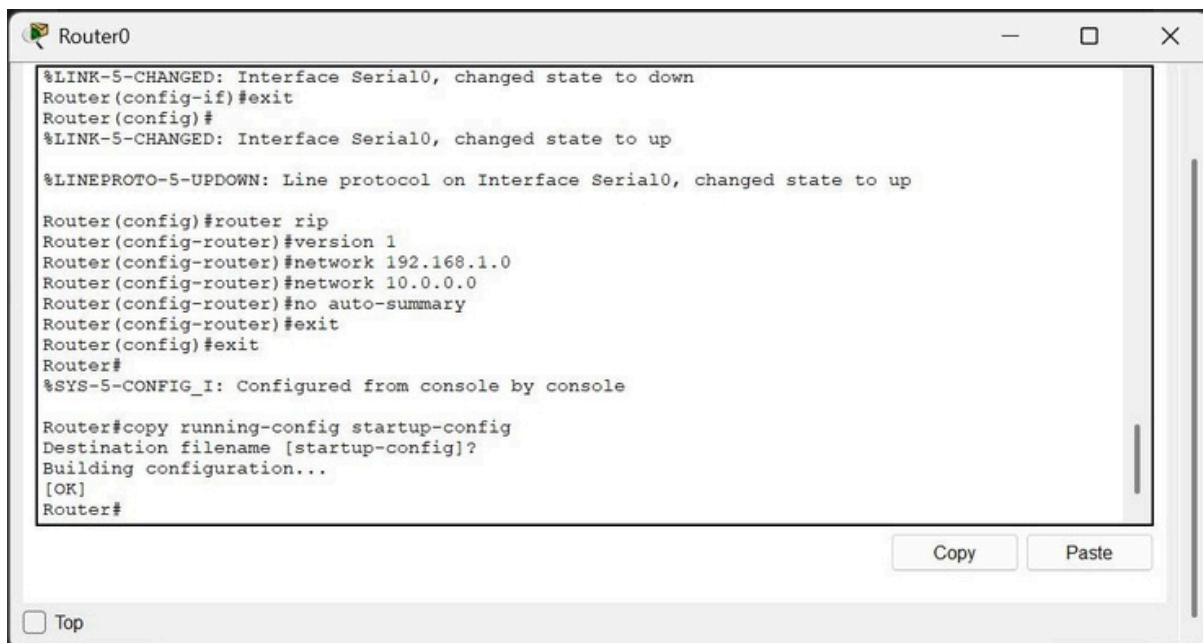 Router0
%LINK-5-CHANGED: Interface Serial0, changed state to down
Router(config-if)#exit
Router(config)#
%LINK-5-CHANGED: Interface Serial0, changed state to up
%LINEPROTO-5-UPDOWN: Line protocol on Interface Serial0, changed state to up
Router(config)#router rip
Router(config-router)#version 1
Router(config-router)#network 192.168.1.0
Router(config-router)#network 10.0.0.0
Router(config-router)#no auto-summary
Router(config-router)#exit
Router(config)#exit
Router#
%SYS-5-CONFIG_I: Configured from console by console
Router#copy running-config startup-config
Destination filename [startup-config]?
Building configuration...
[OK]
Router#
Copy Paste
Top